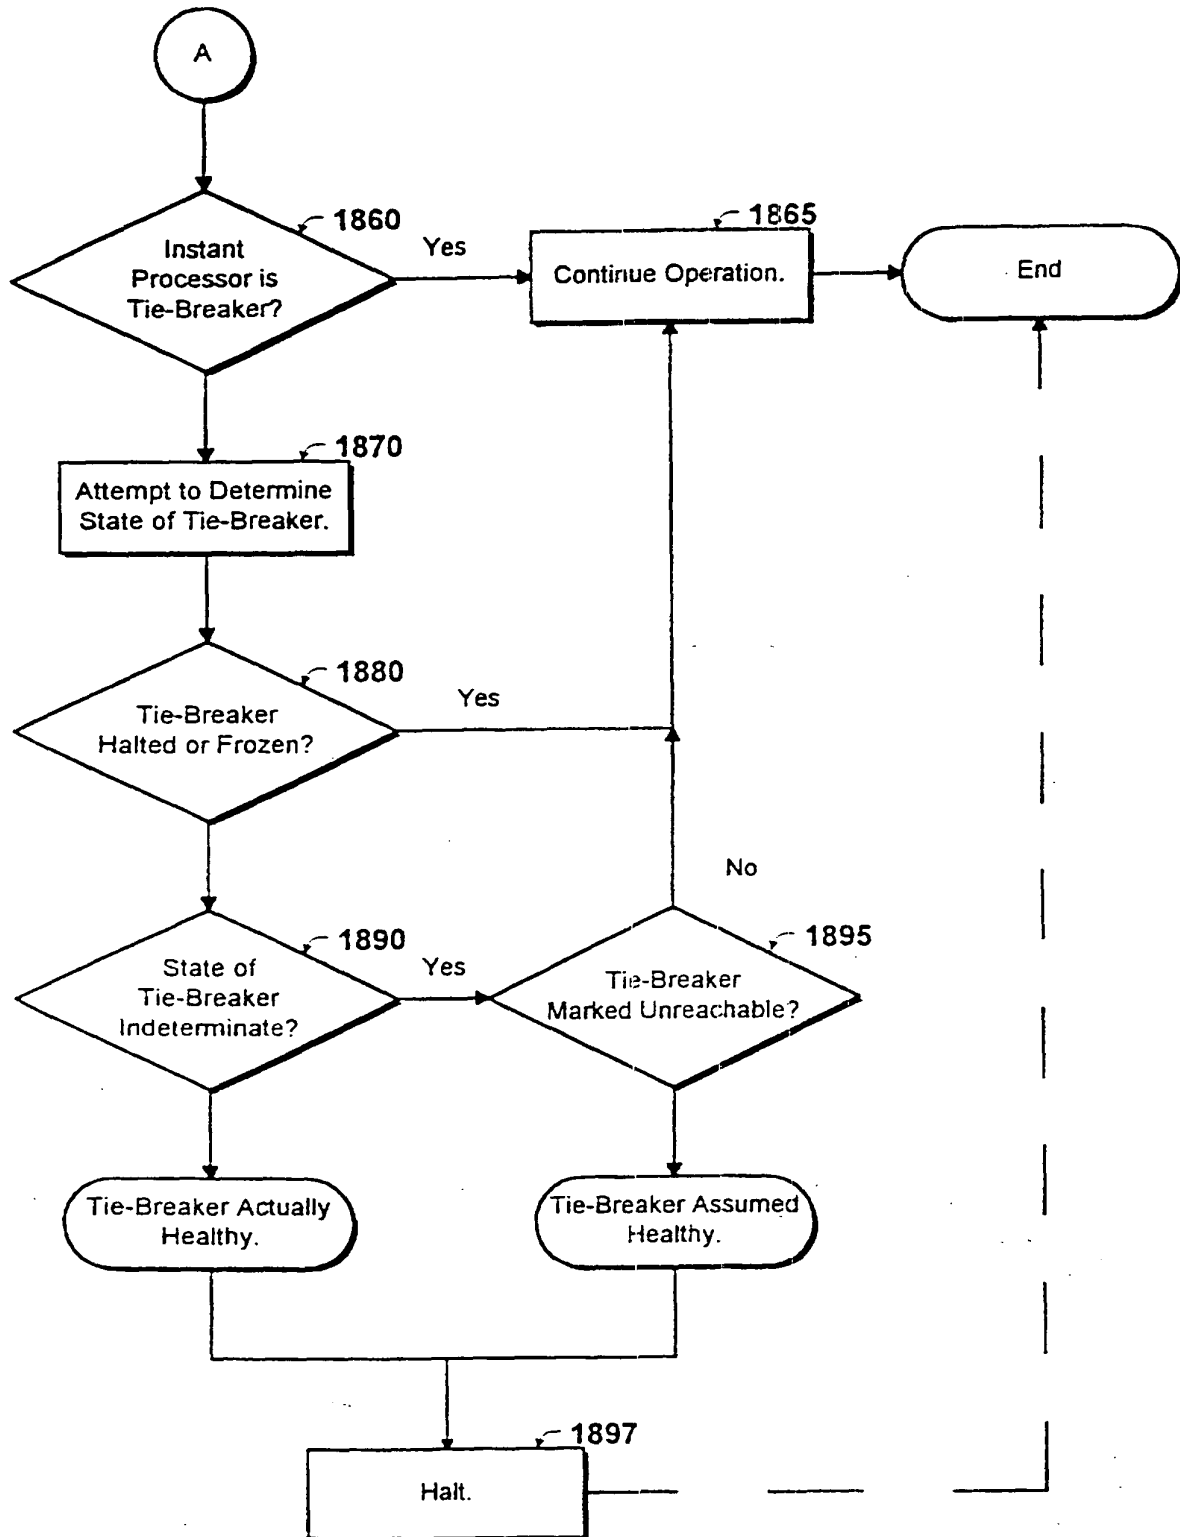 A
1860
Instant
Processor is
Tie-Breaker?
Yes
1865
Continue Operation.
End
1870
Attempt to Determine
State of Tie-Breaker.
1880
Tie-Breaker
Halted or Frozen?
Yes
No
1890
State of
Tie-Breaker
Indeterminate?
Yes
1895
Tie-Breaker
Marked Unreachable?
Tie-Breaker Actually
Healthy.
Tie-Breaker Assumed
Healthy.
1897
Halt.